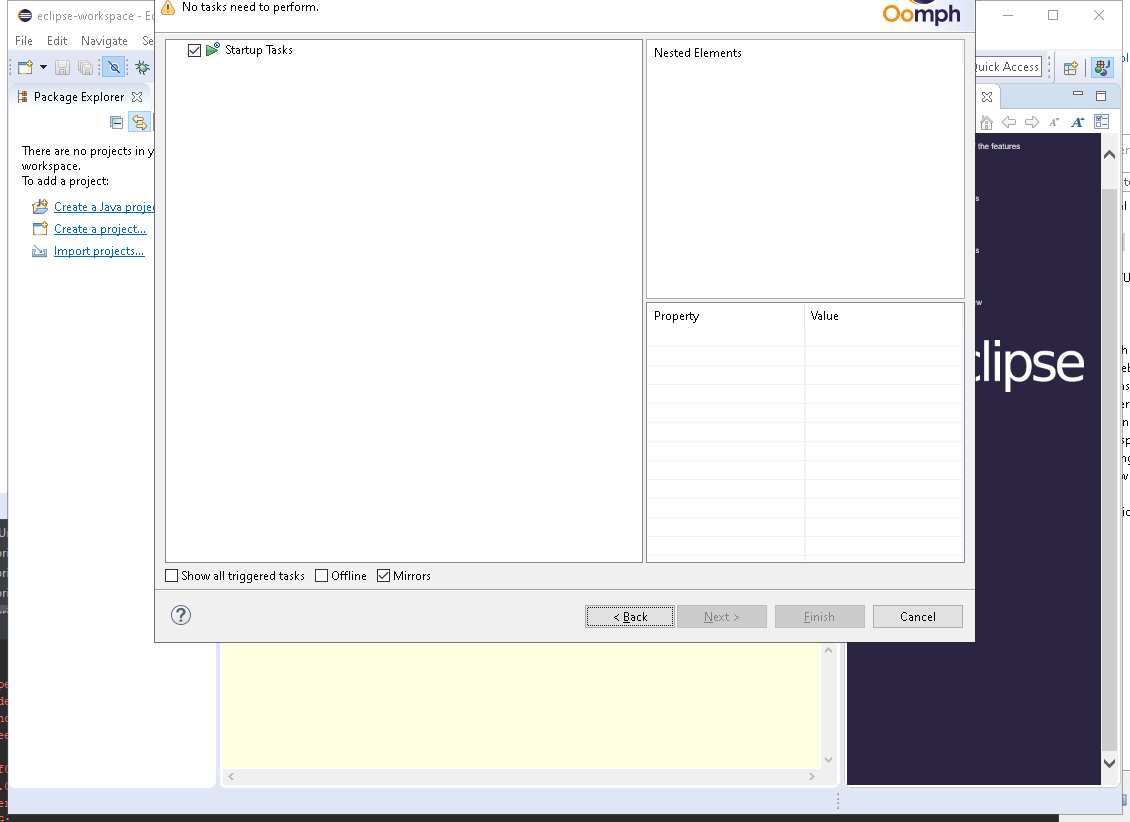 eclipse-workspace - Ec
No tasks need to perform.
Oomph
File Edit Navigate Se
Startup Tasks
Nested Elements
Quick Access
Package Explorer
There are no projects in y
workspace.
To add a project:
Create a Java projec
Create a project...
Import projects...
the features
Property Value
clipse
Show all triggered tasks Offline Mirrors
?
< Back Next > Finish Cancel